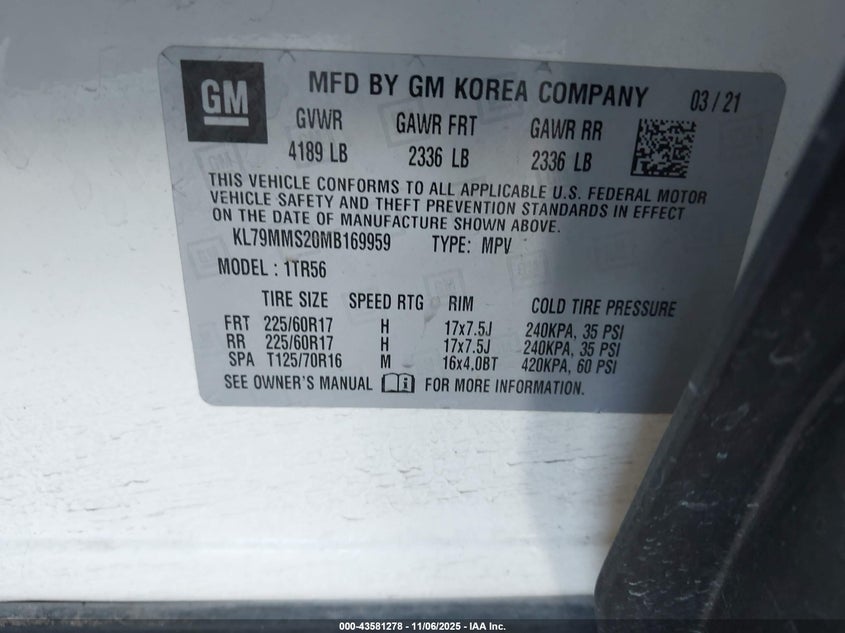 GM
MFD BY GM KOREA COMPANY 03/21
GVWR GAWR FRT GAWR RR
4189 LB 2336 LB 2336 LB
THIS VEHICLE CONFORMS TO ALL APPLICABLE U.S. FEDERAL MOTOR
VEHICLE SAFETY AND THEFT PREVENTION STANDARDS IN EFFECT
ON THE DATE OF MANUFACTURE SHOWN ABOVE.
KL79MMS20MB169959 TYPE: MPV
MODEL : 1TR56
TIRE SIZE SPEED RTG RIM COLD TIRE PRESSURE
FRT 225/60R17 H 17x7.5J 240KPA, 35 PSI
RR 225/60R17 H 17x7.5J 240KPA, 35 PSI
SPA T125/70R16 M 16x4.0BT 420KPA, 60 PSI
SEE OWNER'S MANUAL FOR MORE INFORMATION.
000-43581278 - 11/06/2025 - IAA Inc.